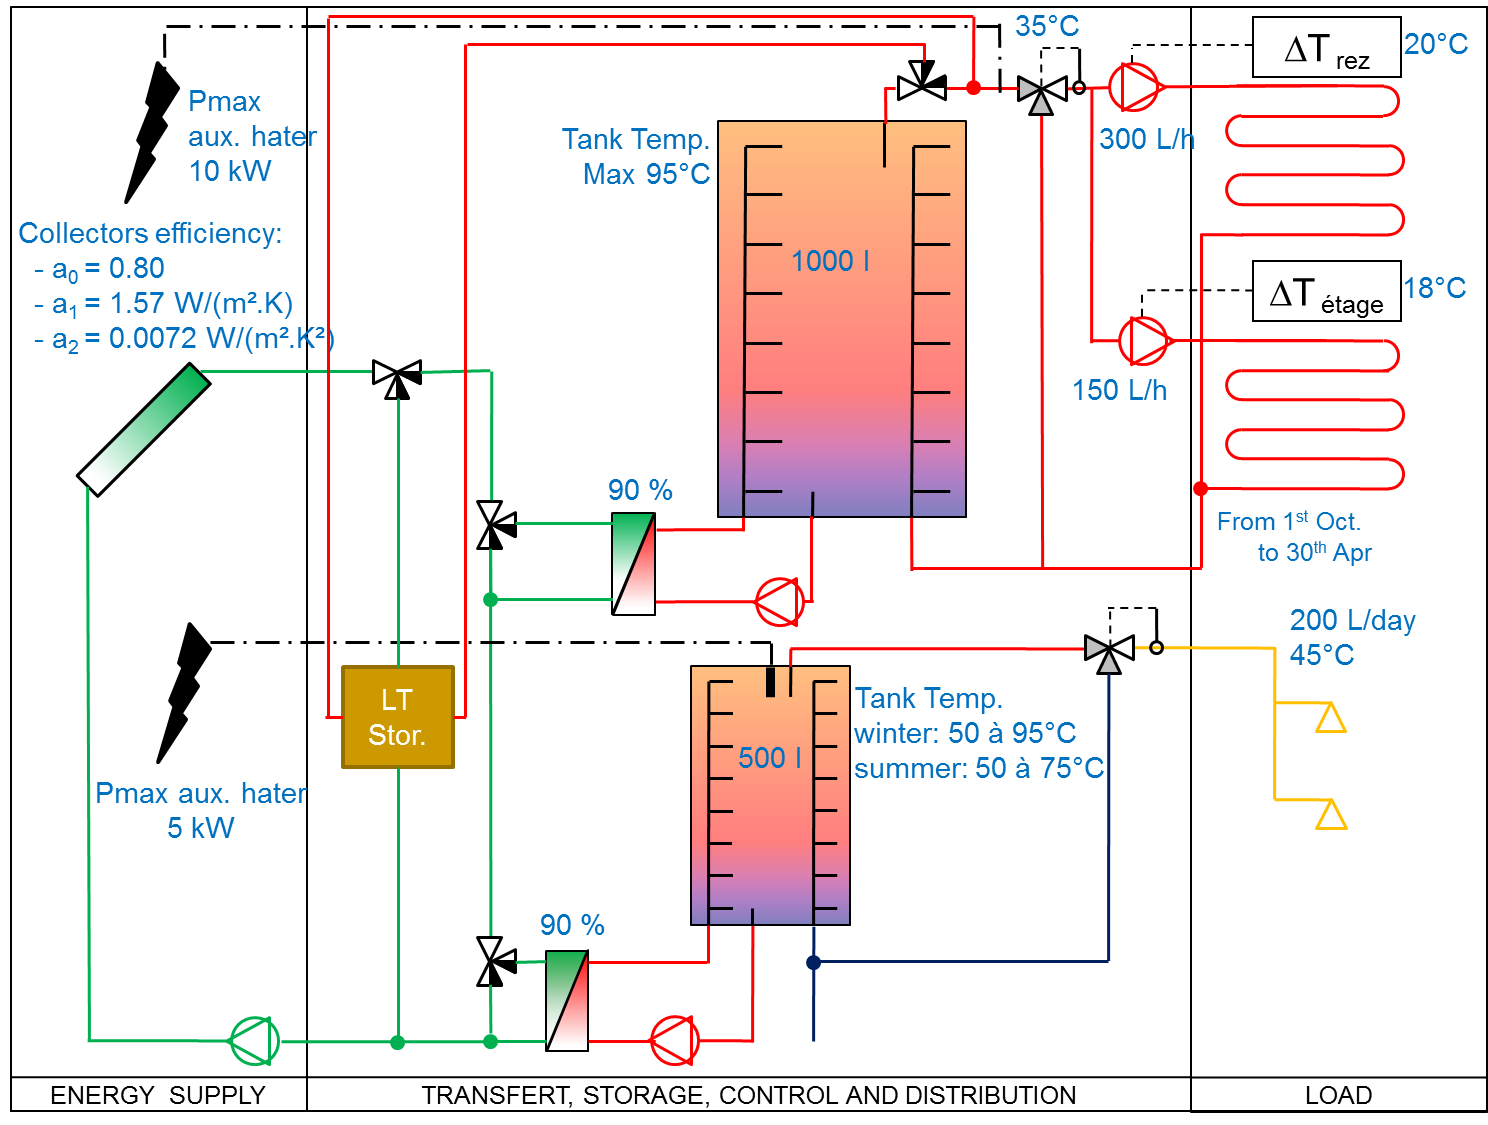 35°C
ΔT rez
20°C
Pmax
aux. hater
10 kW
Tank Temp.
Max 95°C
300 L/h
Collectors efficiency:
- a0 = 0.80
- a1 = 1.57 W/(m².K)
- a2 = 0.0072 W/(m².K²)
1000 l
ΔT étage
18°C
150 L/h
90 %
From 1st Oct.
to 30th Apr
200 L/day
45°C
LT
Stor.
Tank Temp.
winter: 50 à 95°C
summer: 50 à 75°C
500 l
Pmax aux. hater
5 kW
90 %
ENERGY SUPPLY
TRANSFERT, STORAGE, CONTROL AND DISTRIBUTION
LOAD